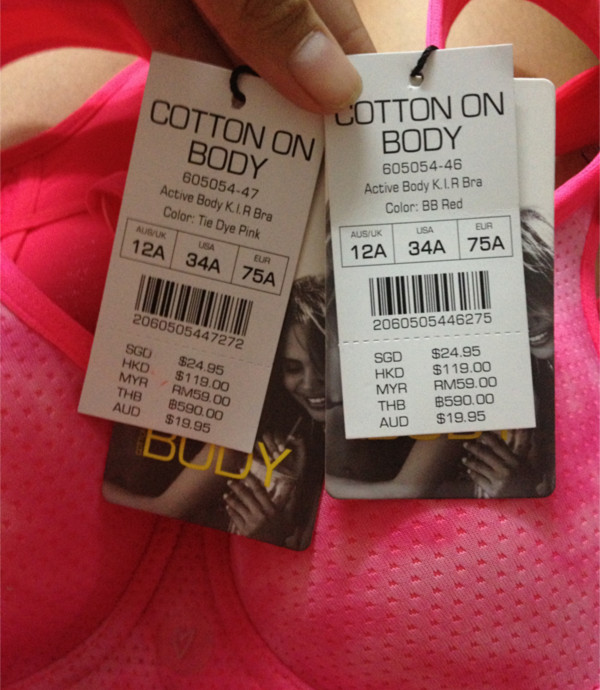 COTTON ON
BODY
605054-47
Active Body K.I.R Bra
Color: Tie Dye Pink
AUS/UK USA EUR
12A 34A 75A
2060505447272
SGD $24.95
HKD $119.00
MYR RM59.00
THB ฿590.00
AUD $19.95
BODY
COTTON ON
BODY
605054-46
Active Body K.I.R Bra
Color: BB Red
AUS/UK USA EUR
12A 34A 75A
2060505446275
SGD $24.95
HKD $119.00
MYR RM59.00
THB ฿590.00
AUD $19.95
BODY